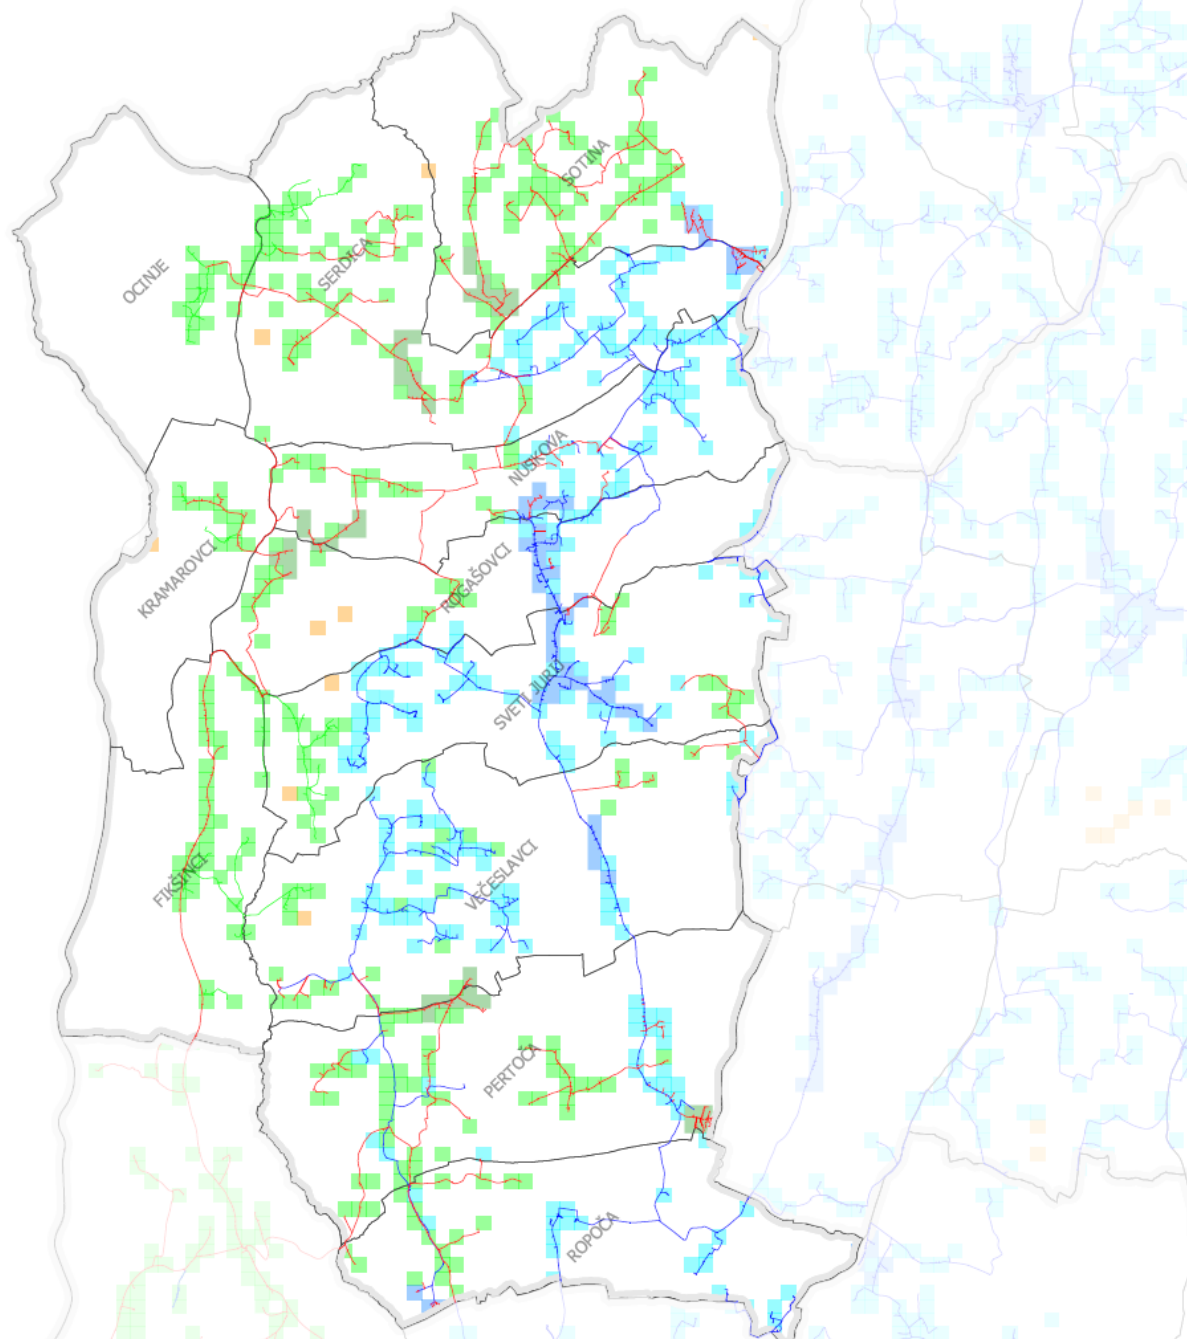 SOTINA
SERDICA
OCINJE
NUSKOVA
ROGAŠOVCI
KRAMAROVCI
SVETI JURIJ
FIKŠINCI
VEČESLAVCI
PERTOČA
ROPOČA